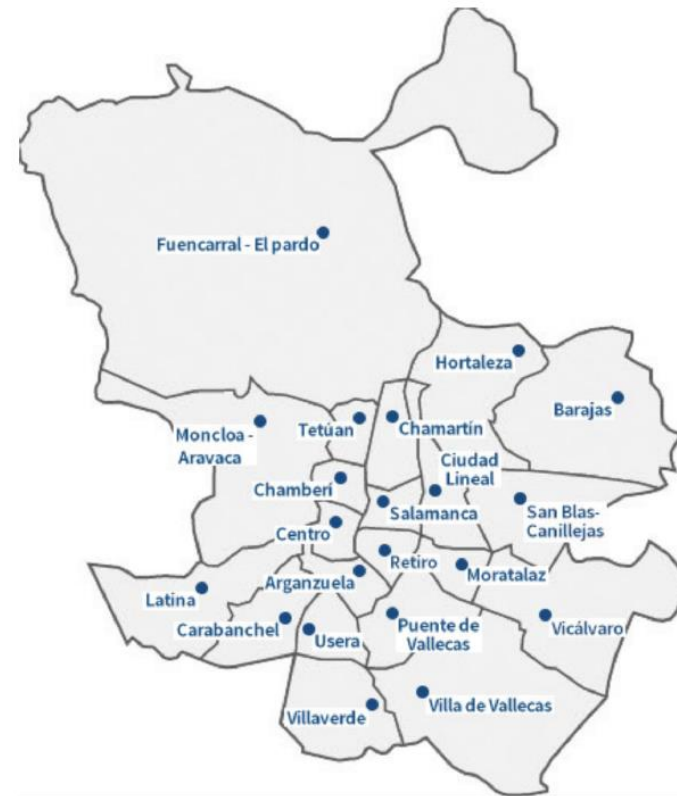 Fuencarral - El pardo
Hortaleza
Barajas
Moncloa -
Aravaca
Tetúan
Chamartín
Ciudad
Lineal
Chamberí
Salamanca
San Blas-
Canillejas
Centro
Retiro
Moratalaz
Arganzuela
Latina
Carabanchel
Usera
Puente de
Vallecas
Vicálvaro
Villaverde
Villa de Vallecas